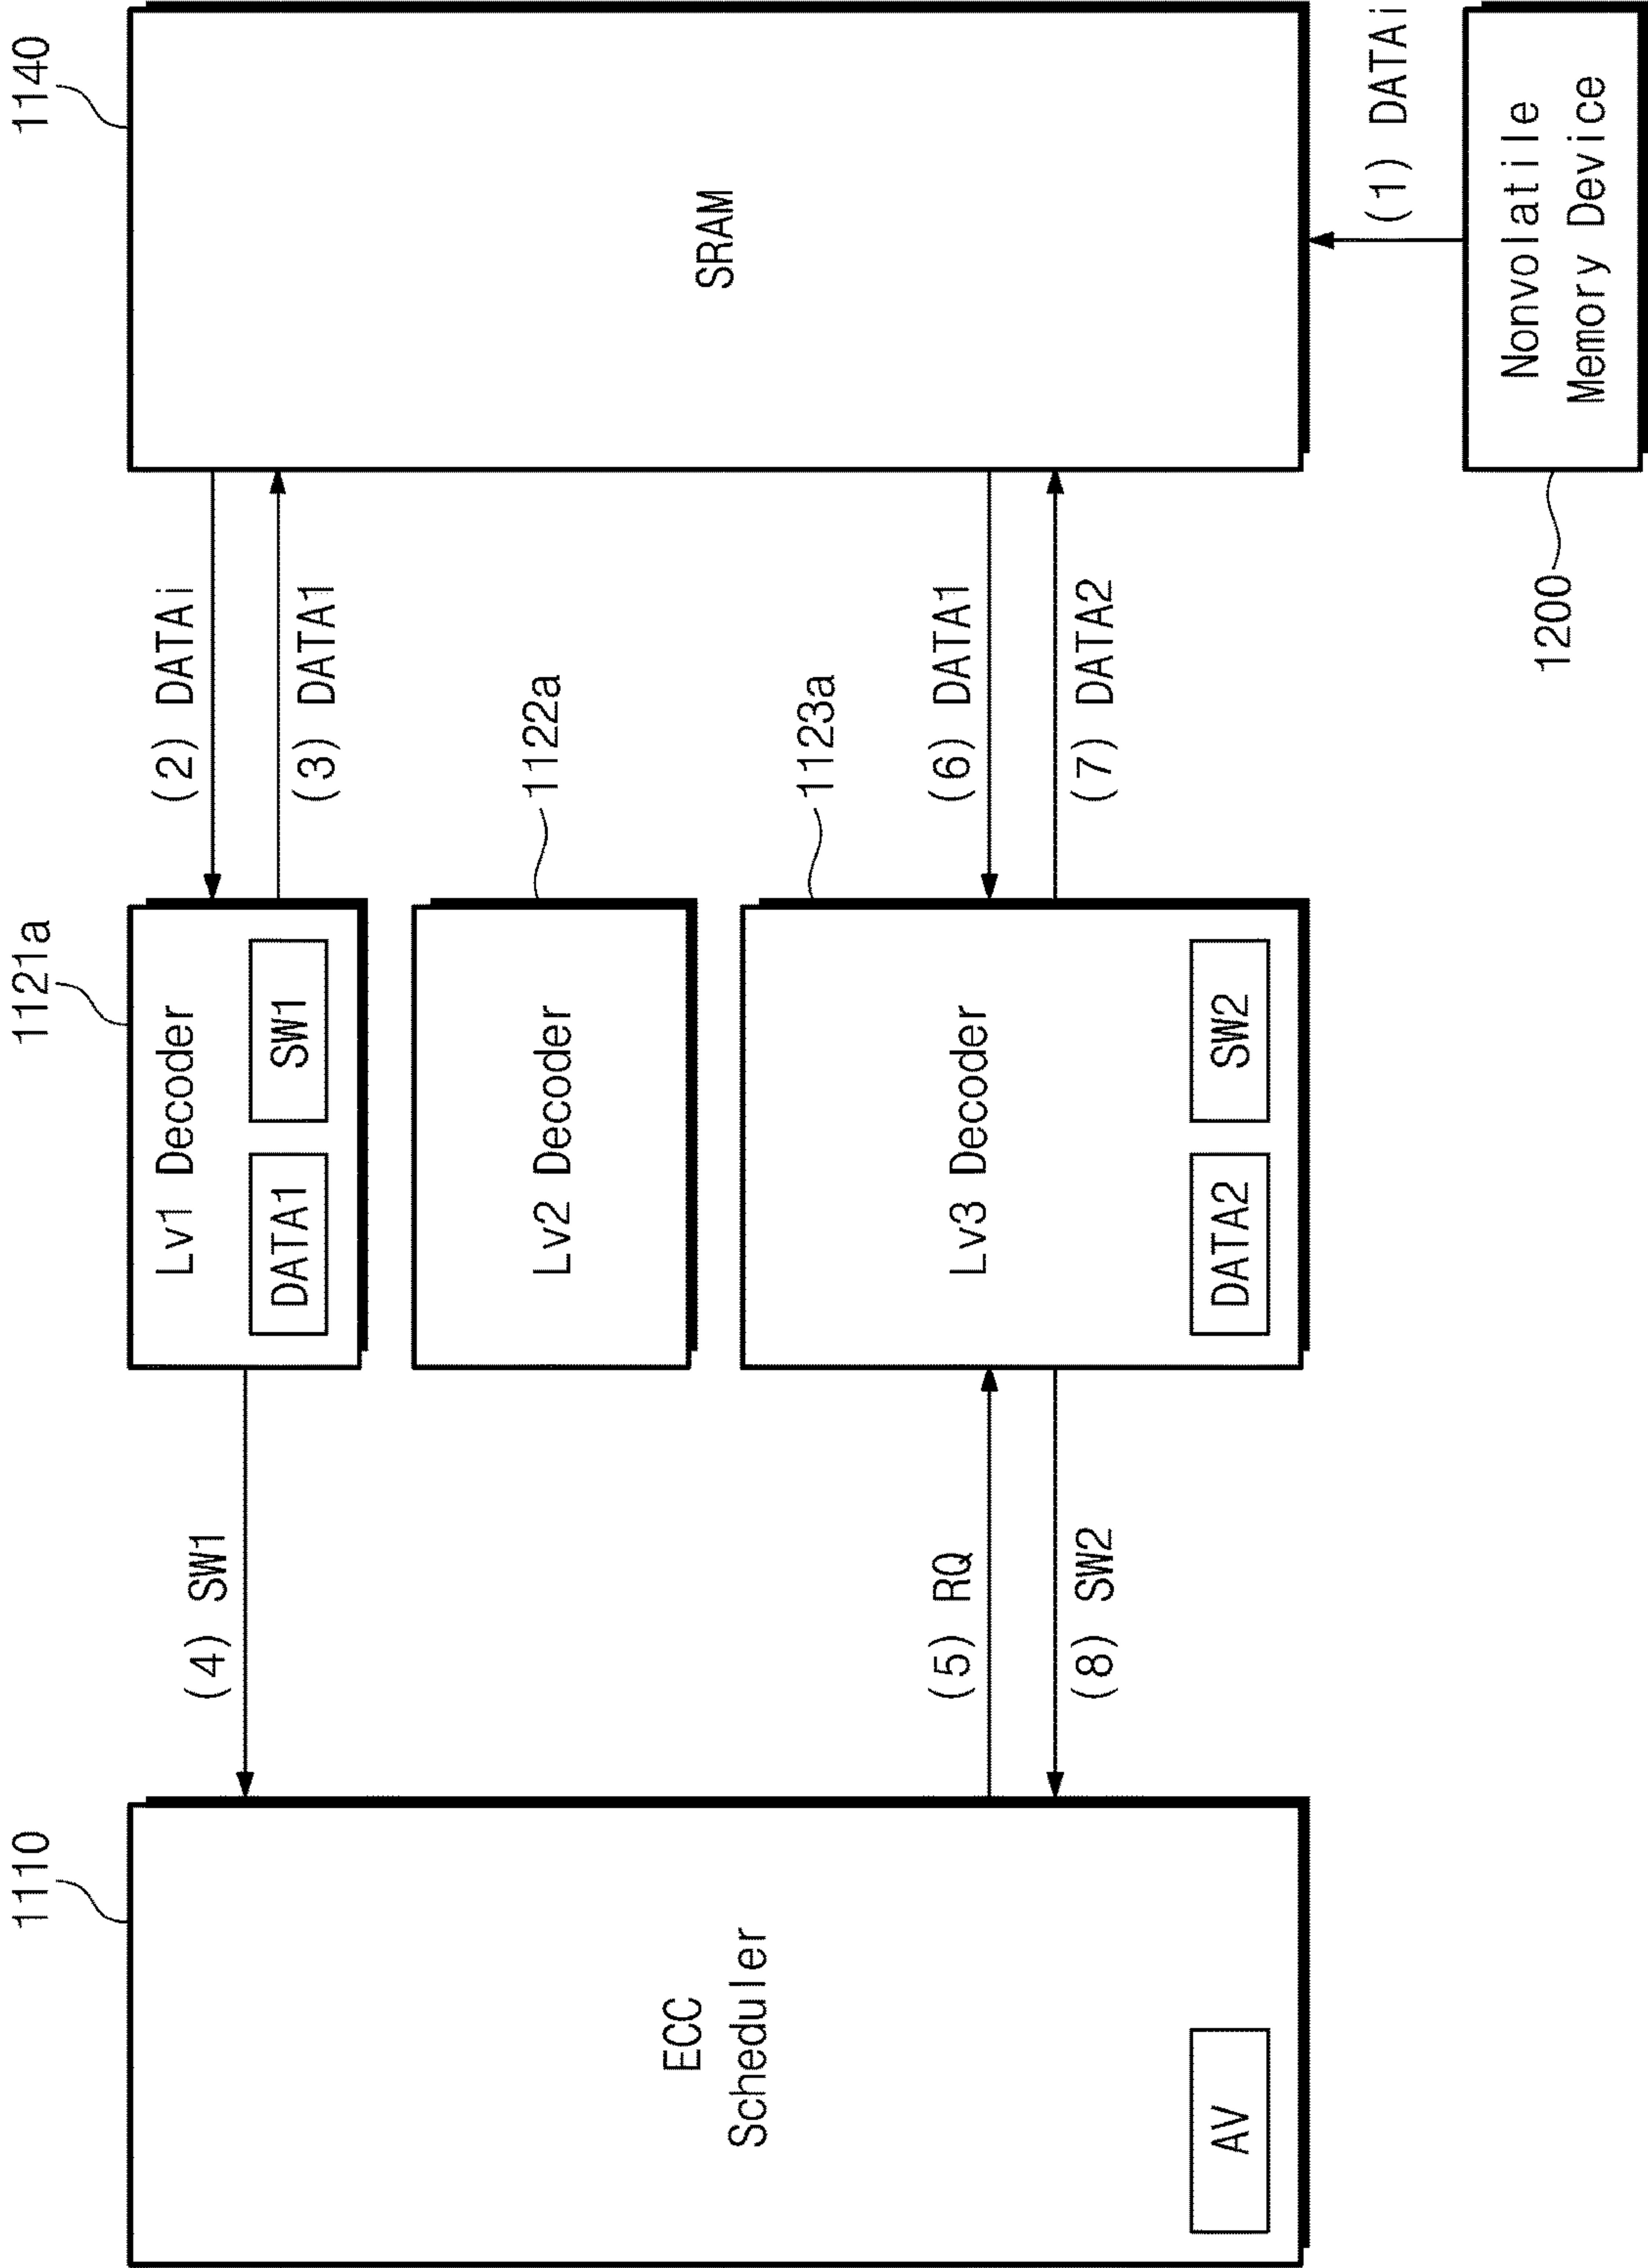 1110
1121a
1140
ECC
Scheduler
AV
(4) SW1
Lv1 Decoder
DATA1
SW1
(2) DATAi
(3) DATA1
SRAM
Lv2 Decoder
1122a
(5) RQ
(8) SW2
Lv3 Decoder
DATA2
SW2
1123a
(6) DATA1
(7) DATA2
(1) DATAi
1200
Nonvolatile
Memory Device